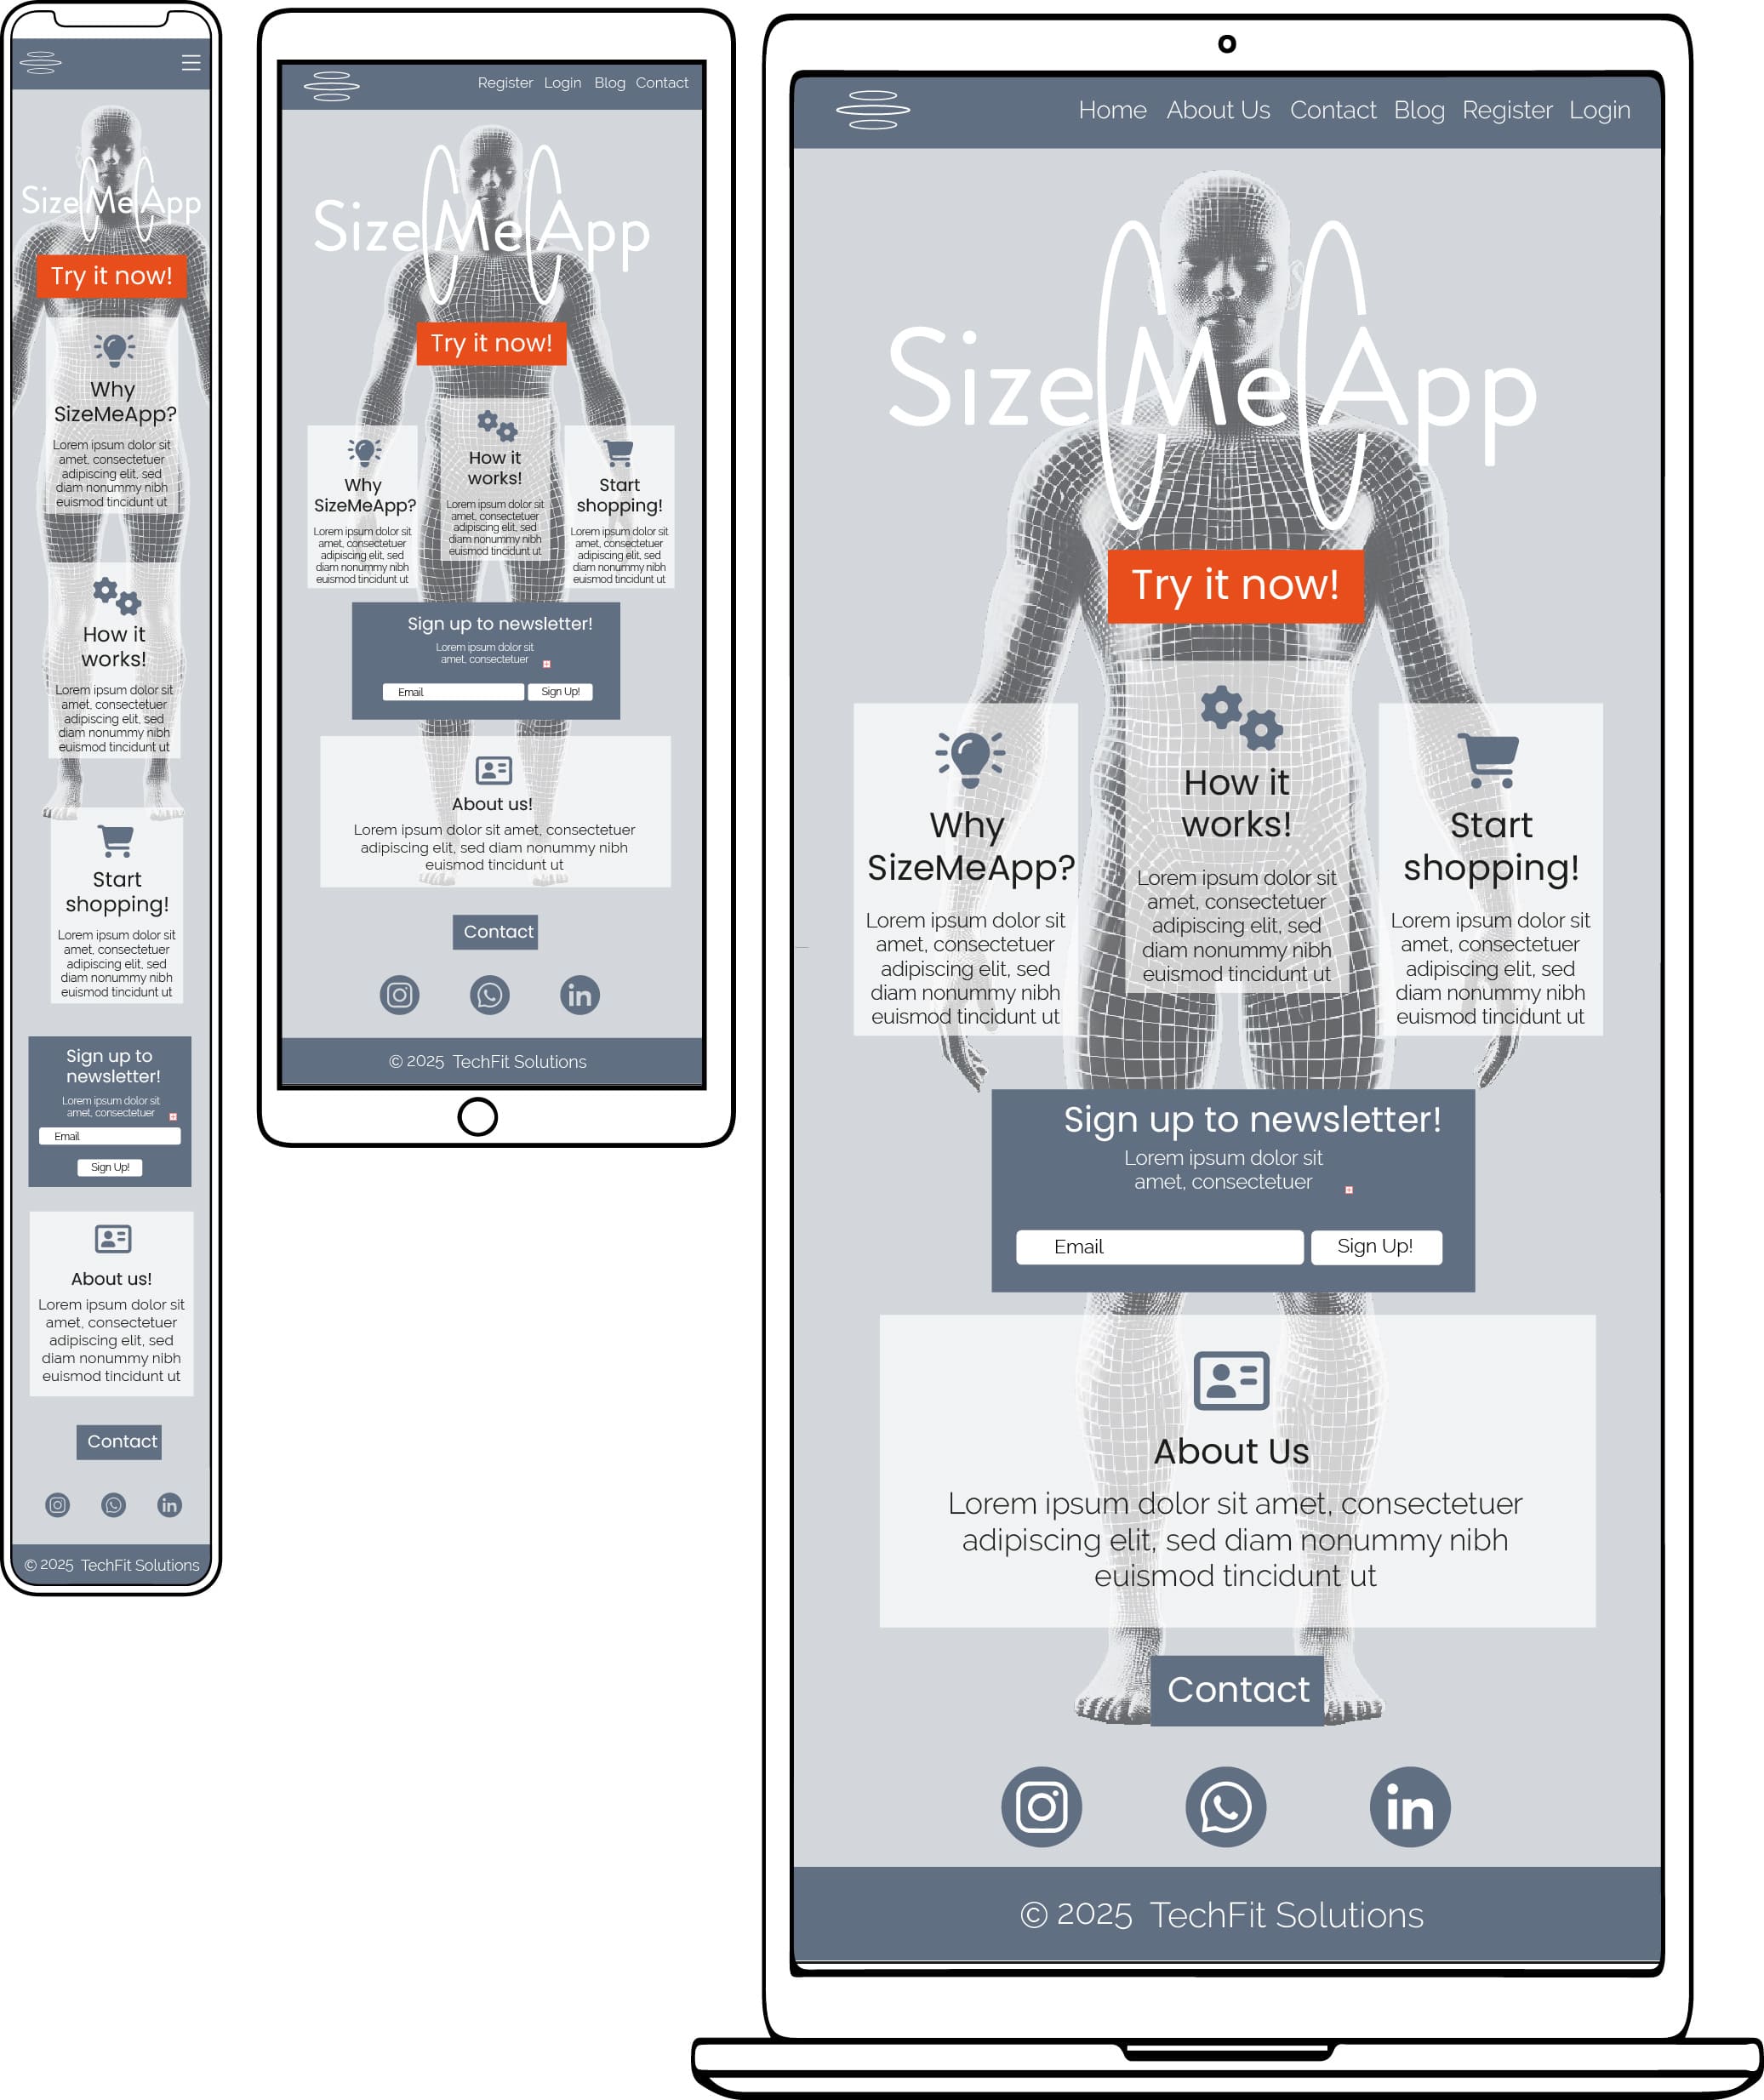 SizeMeApp
Try it now!
Why
SizeMeApp?
Lorem ipsum dolor sit
amet, consectetuer
adipiscing elit, sed
diam nonummy nibh
euismod tincidunt ut
How it
works!
Lorem ipsum dolor sit
amet, consectetuer
adipiscing elit, sed
diam nonummy nibh
euismod tincidunt ut
Start
shopping!
Lorem ipsum dolor sit
amet, consectetuer
adipiscing elit, sed
diam nonummy nibh
euismod tincidunt ut
Sign up to
newsletter!
Lorem ipsum dolor sit
amet, consectetuer
Email
Sign Up!
About us!
Lorem ipsum dolor sit
amet, consectetuer
adipiscing elit, sed
diam nonummy nibh
euismod tincidunt ut
Contact
in
© 2025 TechFit Solutions
Register Login Blog Contact
SizeMeApp
Try it now!
Why
SizeMeApp?
Lorem ipsum dolor sit
amet, consectetuer
adipiscing elit, sed
diam nonummy nibh
euismod tincidunt ut
How it
works!
Lorem ipsum dolor sit
amet, consectetuer
adipiscing elit, sed
diam nonummy nibh
euismod tincidunt ut
Start
shopping!
Lorem ipsum dolor sit
amet, consectetuer
adipiscing elit, sed
diam nonummy nibh
euismod tincidunt ut
Sign up to newsletter!
Lorem ipsum dolor sit
amet, consectetuer
Email Sign Up!
About us!
Lorem ipsum dolor sit amet, consectetuer
adipiscing elit, sed diam nonummy nibh
euismod tincidunt ut
Contact
in
© 2025 TechFit Solutions
Home About Us Contact Blog Register Login
SizeMeApp
Try it now!
Why
SizeMeApp?
Lorem ipsum dolor sit
amet, consectetuer
adipiscing elit, sed
diam nonummy nibh
euismod tincidunt ut
How it
works!
Lorem ipsum dolor sit
amet, consectetuer
adipiscing elit, sed
diam nonummy nibh
euismod tincidunt ut
Start
shopping!
Lorem ipsum dolor sit
amet, consectetuer
adipiscing elit, sed
diam nonummy nibh
euismod tincidunt ut
Sign up to newsletter!
Lorem ipsum dolor sit
amet, consectetuer
Email Sign Up!
About Us
Lorem ipsum dolor sit amet, consectetuer
adipiscing elit, sed diam nonummy nibh
euismod tincidunt ut
Contact
in
© 2025 TechFit Solutions